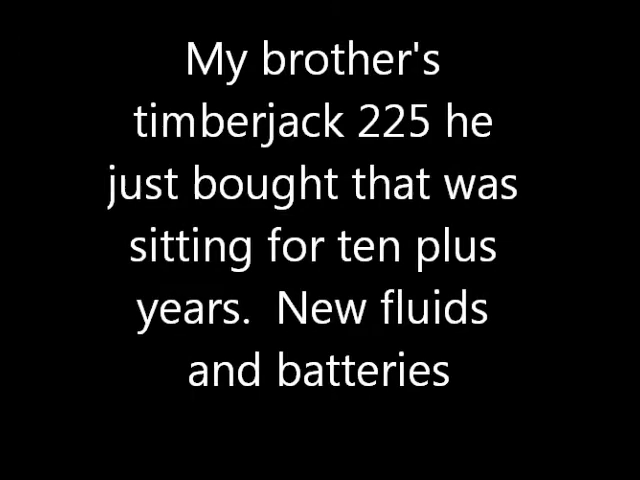 My brother's
timberjack 225 he
just bought that was
sitting for ten plus
years.  New fluids
and batteries